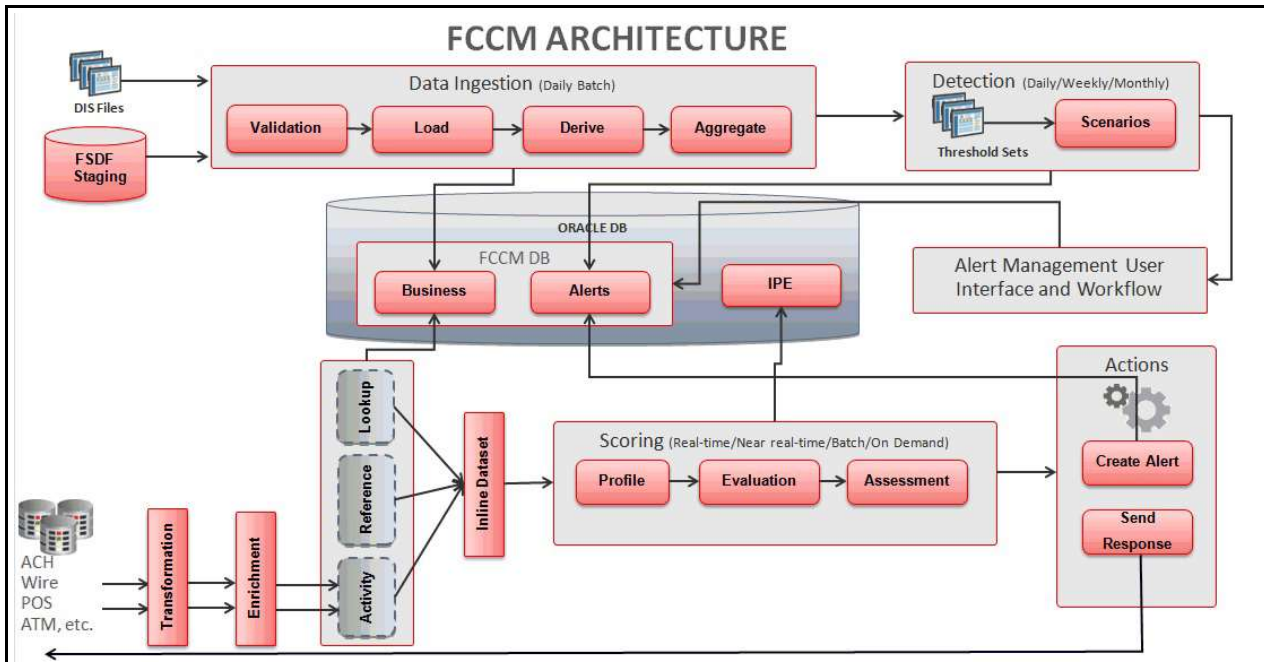 FCCM ARCHITECTURE
DIS Files
FSDF
Staging
Data Ingestion (Daily Batch)
Validation
Load
Derive
Aggregate
Detection (Daily/Weekly/Monthly)
Threshold Sets
Scenarios
ORACLE DB
FCCM DB
Business
Alerts
IPE
Alert Management User
Interface and Workflow
Lookup
Reference
Activity
Inline Dataset
Scoring (Real-time/Near real-time/Batch/On Demand)
Profile
Evaluation
Assessment
Actions
Create Alert
Send
Response
ACH
Wire
POS
ATM, etc.
Transformation
Enrichment